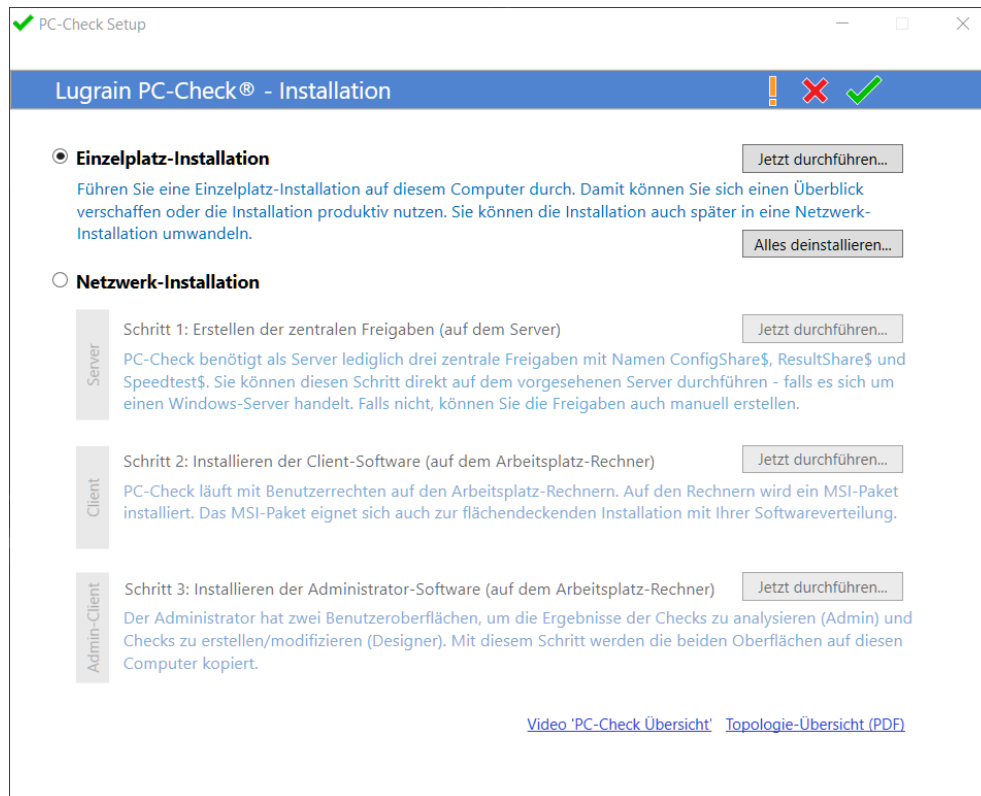 PC-Check Setup
Lugrain PC-Check® - Installation
Einzelplatz-Installation
Jetzt durchführen...
Führen Sie eine Einzelplatz-Installation auf diesem Computer durch. Damit können Sie sich einen Überblick
verschaffen oder die Installation produktiv nutzen. Sie können die Installation auch später in eine Netzwerk-
Installation umwandeln.
Alles deinstallieren...
Netzwerk-Installation
Server
Schritt 1: Erstellen der zentralen Freigaben (auf dem Server)
Jetzt durchführen...
PC-Check benötigt als Server lediglich drei zentrale Freigaben mit Namen ConfigShare$, ResultShare$ und
Speedtest$. Sie können diesen Schritt direkt auf dem vorgesehenen Server durchführen - falls es sich um
einen Windows-Server handelt. Falls nicht, können Sie die Freigaben auch manuell erstellen.
Client
Schritt 2: Installieren der Client-Software (auf dem Arbeitsplatz-Rechner)
Jetzt durchführen...
PC-Check läuft mit Benutzerrechten auf den Arbeitsplatz-Rechnern. Auf den Rechnern wird ein MSI-Paket
installiert. Das MSI-Paket eignet sich auch zur flächendeckenden Installation mit Ihrer Softwareverteilung.
Admin-Client
Schritt 3: Installieren der Administrator-Software (auf dem Arbeitsplatz-Rechner)
Jetzt durchführen...
Der Administrator hat zwei Benutzeroberflächen, um die Ergebnisse der Checks zu analysieren (Admin) und
Checks zu erstellen/modifizieren (Designer). Mit diesem Schritt werden die beiden Oberflächen auf diesen
Computer kopiert.
Video 'PC-Check Übersicht' Topologie-Übersicht (PDF)